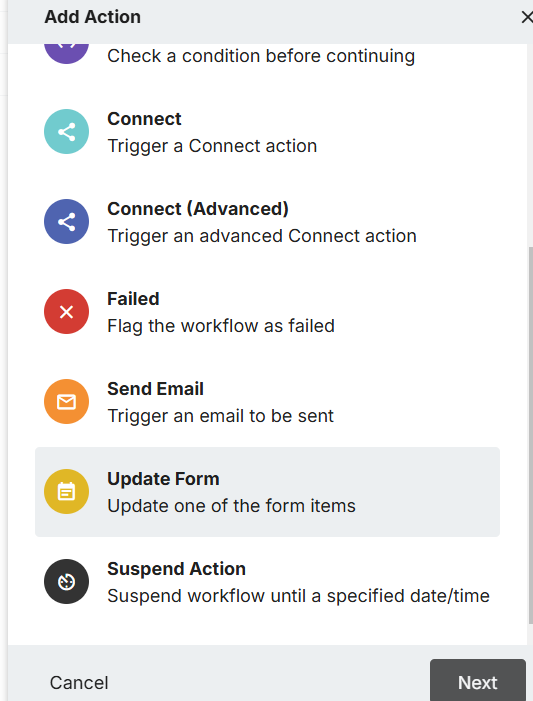 Add Action
Check a condition before continuing
Connect
Trigger a Connect action
Connect (Advanced)
Trigger an advanced Connect action
Failed
Flag the workflow as failed
Send Email
Trigger an email to be sent
Update Form
Update one of the form items
Suspend Action
Suspend workflow until a specified date/time
Cancel
Next